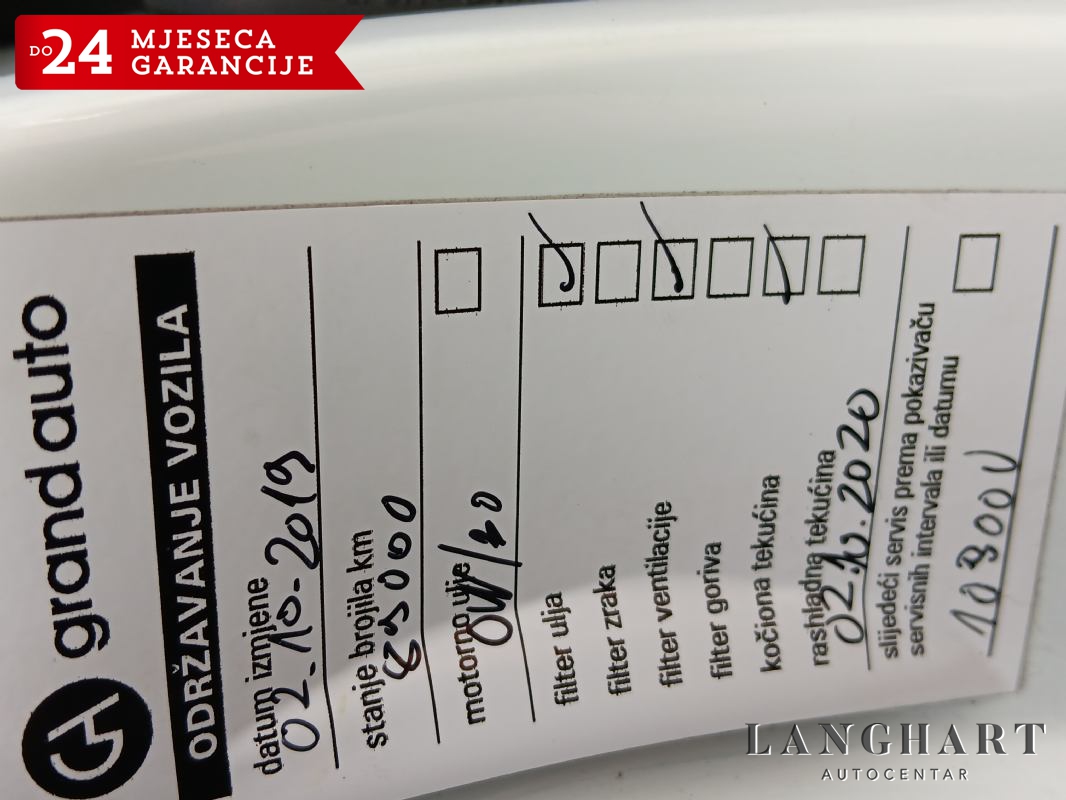 DO 24 MJESECA
GARANCIJE
grand auto
ODRŽAVANJE VOZILA
datum izmjene
02.10.2019
stanje brojila km
motorno ulje
filter ulja
filter zraka
filter ventilacije
filter goriva
kočiona tekućina
rashladna tekućina
02.10.2020
slijedeći servis prema pokazivaču
servisnih intervala ili datumu
LANGHART
AUTOCENTAR